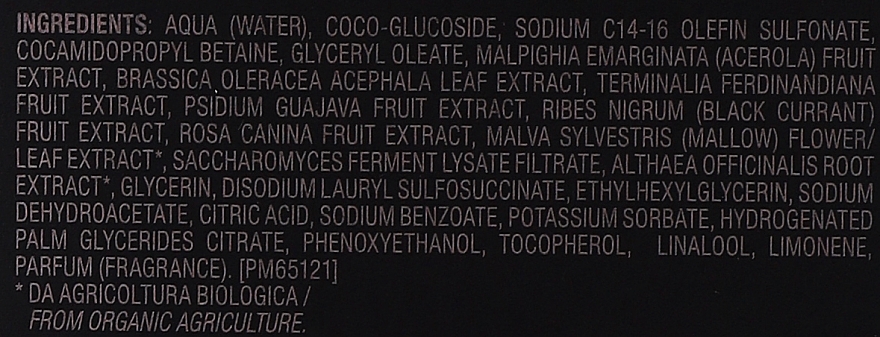 INGREDIENTS: AQUA (WATER), COCO-GLUCOSIDE, SODIUM C14-16 OLEFIN SULFONATE,
COCAMIDOPROPYL BETAINE, GLYCERYL OLEATE, MALPIGHIA EMARGINATA (ACEROLA) FRUIT
EXTRACT, BRASSICA OLERACEA ACEPHALA LEAF EXTRACT, TERMINALIA FERDINANDIANA
FRUIT EXTRACT, PSIDIUM GUAJAVA FRUIT EXTRACT, RIBES NIGRUM (BLACK CURRANT)
FRUIT EXTRACT, ROSA CANINA FRUIT EXTRACT, MALVA SYLVESTRIS (MALLOW) FLOWER/
LEAF EXTRACT*, SACCHAROMYCES FERMENT LYSATE FILTRATE, ALTHAEA OFFICINALIS ROOT
EXTRACT*, GLYCERIN, DISODIUM LAURYL SULFOSUCCINATE, ETHYLHEXYLGLYCERIN, SODIUM
DEHYDROACETATE, CITRIC ACID, SODIUM BENZOATE, POTASSIUM SORBATE, HYDROGENATED
PALM GLYCERIDES CITRATE, PHENOXYETHANOL, TOCOPHEROL, LINALOOL, LIMONENE,
PARFUM (FRAGRANCE). [PM65121]
* DA AGRICOLTURA BIOLOGICA /
FROM ORGANIC AGRICULTURE.